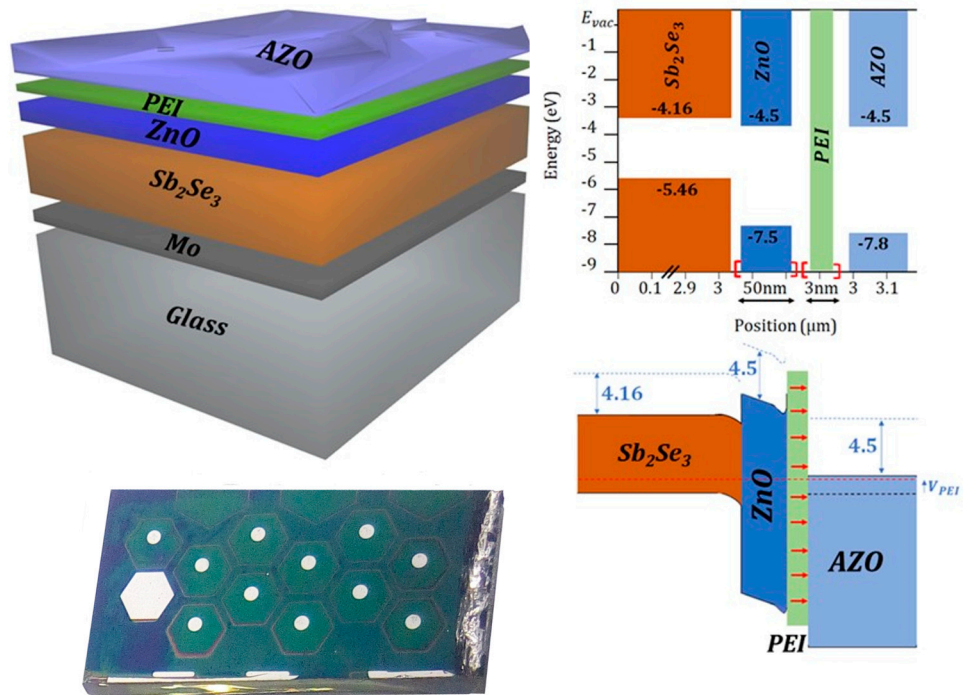 AZO
PEI
ZnO
Sb₂Se₃
Mo
Glass
E_vac
-1
-2
-3
-4
-5
-6
-7
-8
-9
Energy (eV)
Sb₂Se₃
ZnO
PEI
AZO
-4.16
-4.5
-4.5
-5.46
-7.5
-7.8
0
0.1
2.9
3
50nm
3nm
3
3.1
Position (μm)
4.5
4.16
4.5
Sb₂Se₃
ZnO
V_PEI
AZO
PEI